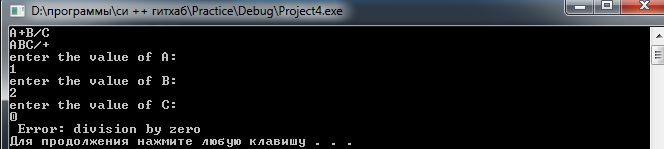 D:\программы\си ++ гитхаб\Practice\Debug\Project4.exe
A+B/C
ABC/+
enter the value of A:
1
enter the value of B:
2
enter the value of C:
0
Error: division by zero
Для продолжения нажмите любую клавишу . . .